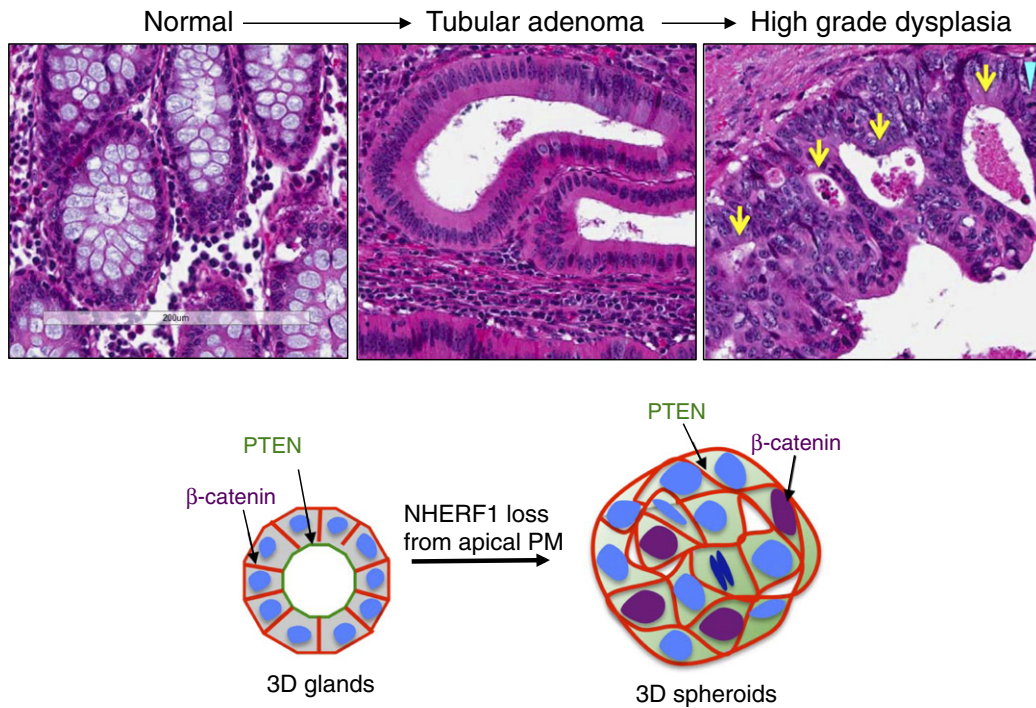 Normal Tubular adenoma High grade dysplasia
200um
PTEN
β-catenin
NHERF1 loss
from apical PM
3D glands
PTEN
β-catenin
3D spheroids